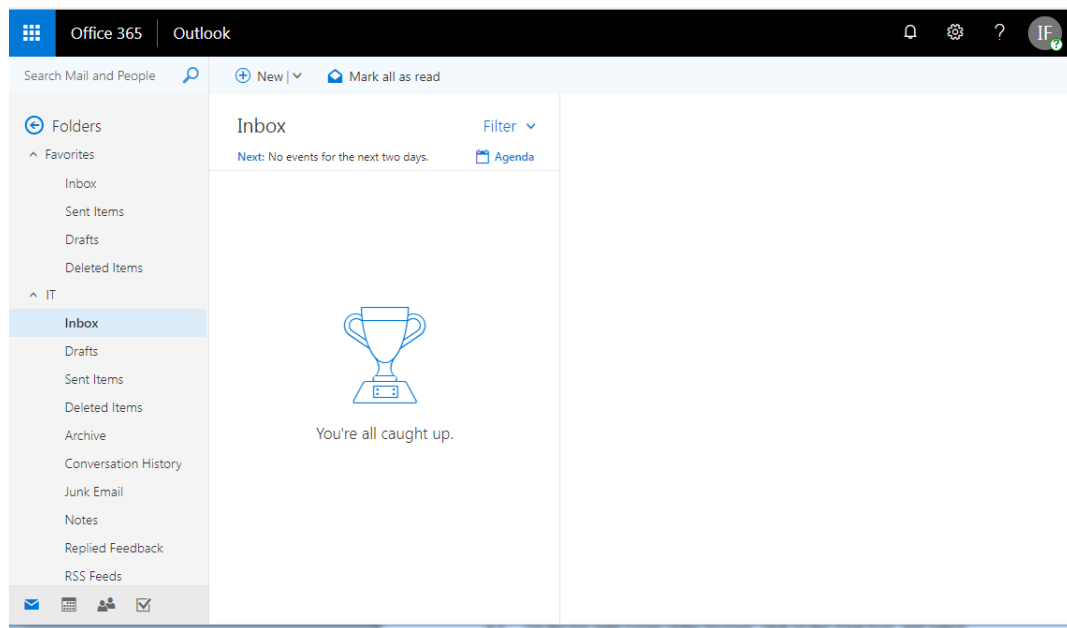 Office 365 Outlook ? IF
Search Mail and People New Mark all as read
Folders
Favorites
Inbox
Sent Items
Drafts
Deleted Items
IT
Inbox
Drafts
Sent Items
Deleted Items
Archive
Conversation History
Junk Email
Notes
Replied Feedback
RSS Feeds
Inbox Filter
Next: No events for the next two days. Agenda
You're all caught up.